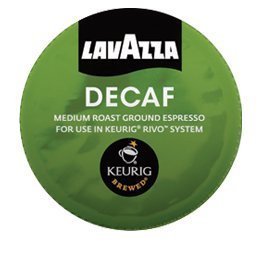 LAVAZZA
DECAF
MEDIUM ROAST GROUND ESPRESSO
FOR USE IN KEURIG® RIVO™ SYSTEM
KEURIG
BREWED®